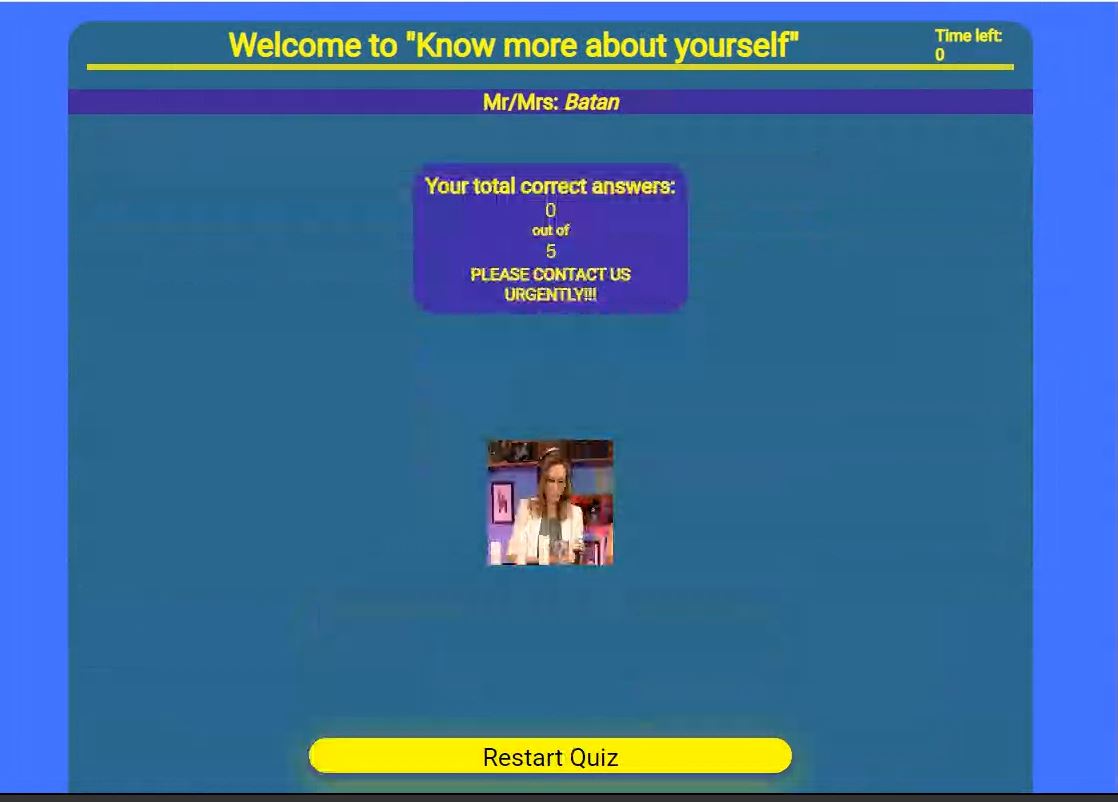 Welcome to "Know more about yourself"
Time left:
0
Mr/Mrs: Batan
Your total correct answers:
0
out of
5
PLEASE CONTACT US
URGENTLY!!!
Restart Quiz